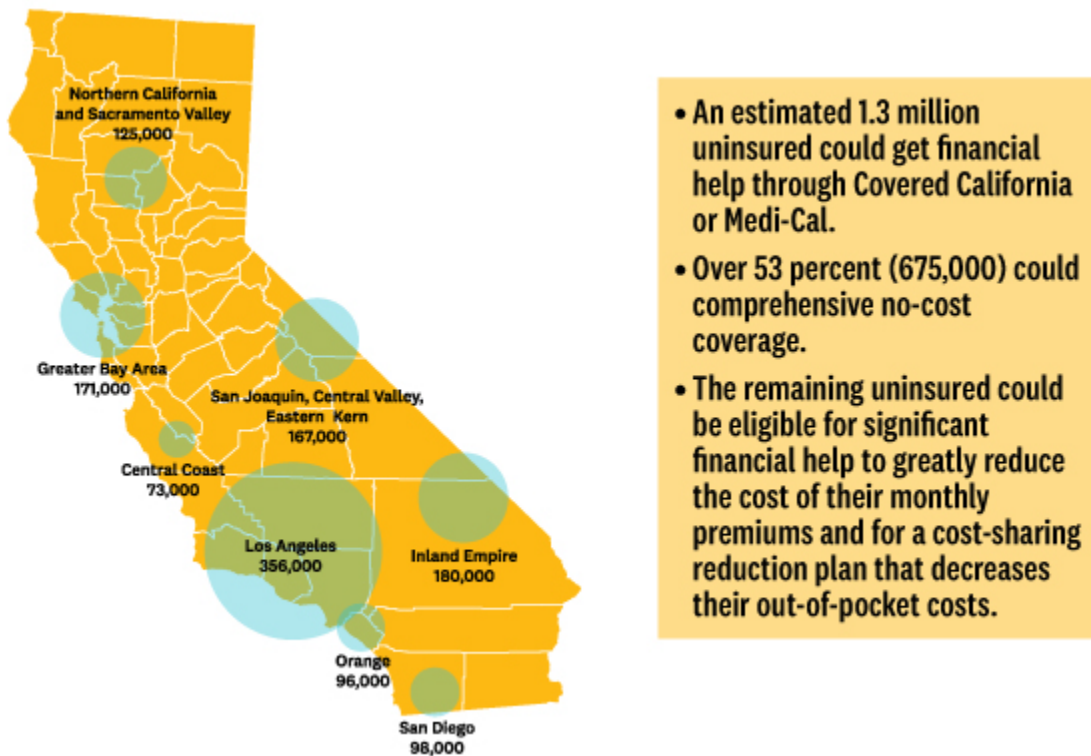 Northern California
and Sacramento Valley
125,000
Greater Bay Area
171,000
San Joaquin, Central Valley,
Eastern Kern
167,000
Central Coast
73,000
Los Angeles
356,000
Inland Empire
180,000
Orange
96,000
San Diego
98,000
• An estimated 1.3 million
uninsured could get financial
help through Covered California
or Medi-Cal.
• Over 53 percent (675,000) could
comprehensive no-cost
coverage.
• The remaining uninsured could
be eligible for significant
financial help to greatly reduce
the cost of their monthly
premiums and for a cost-sharing
reduction plan that decreases
their out-of-pocket costs.